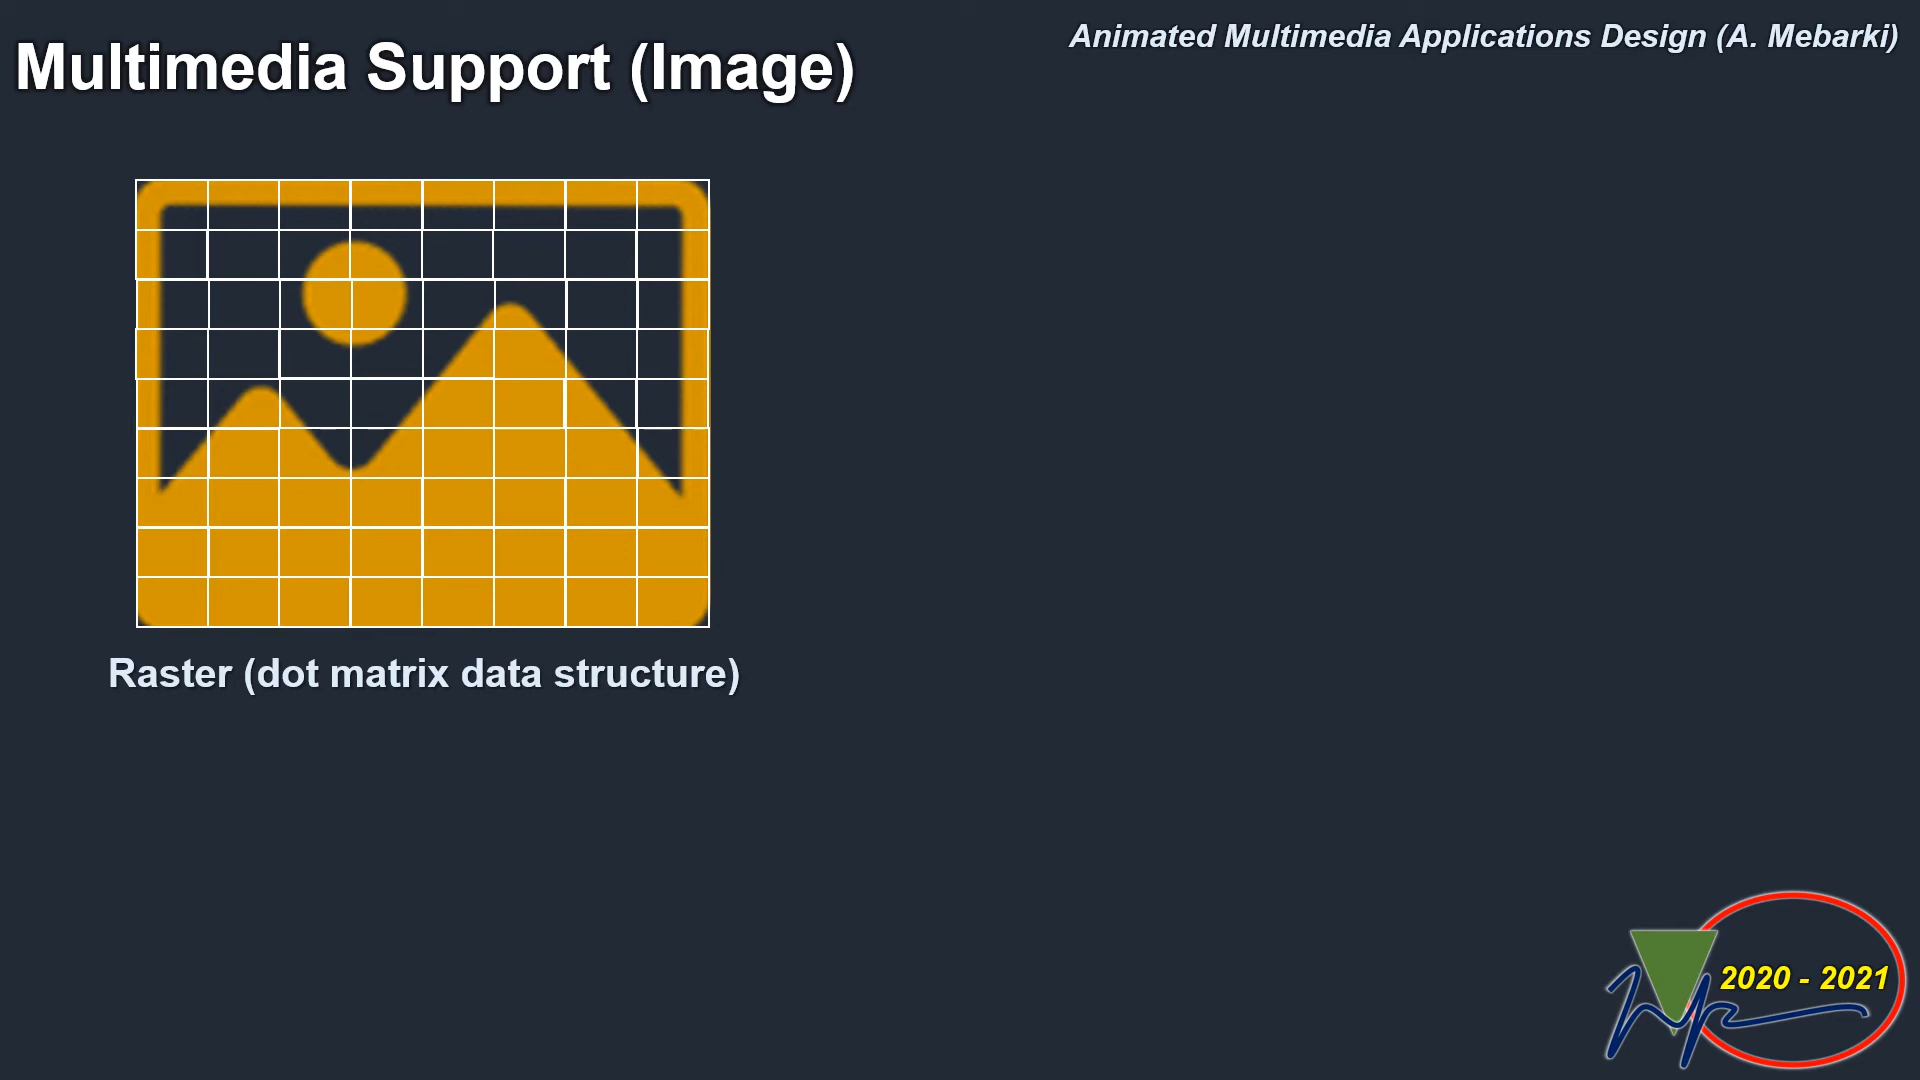 Animated Multimedia Applications Design (A. Mebarki)
Multimedia Support (Image)
Raster (dot matrix data structure)
2020 - 2021